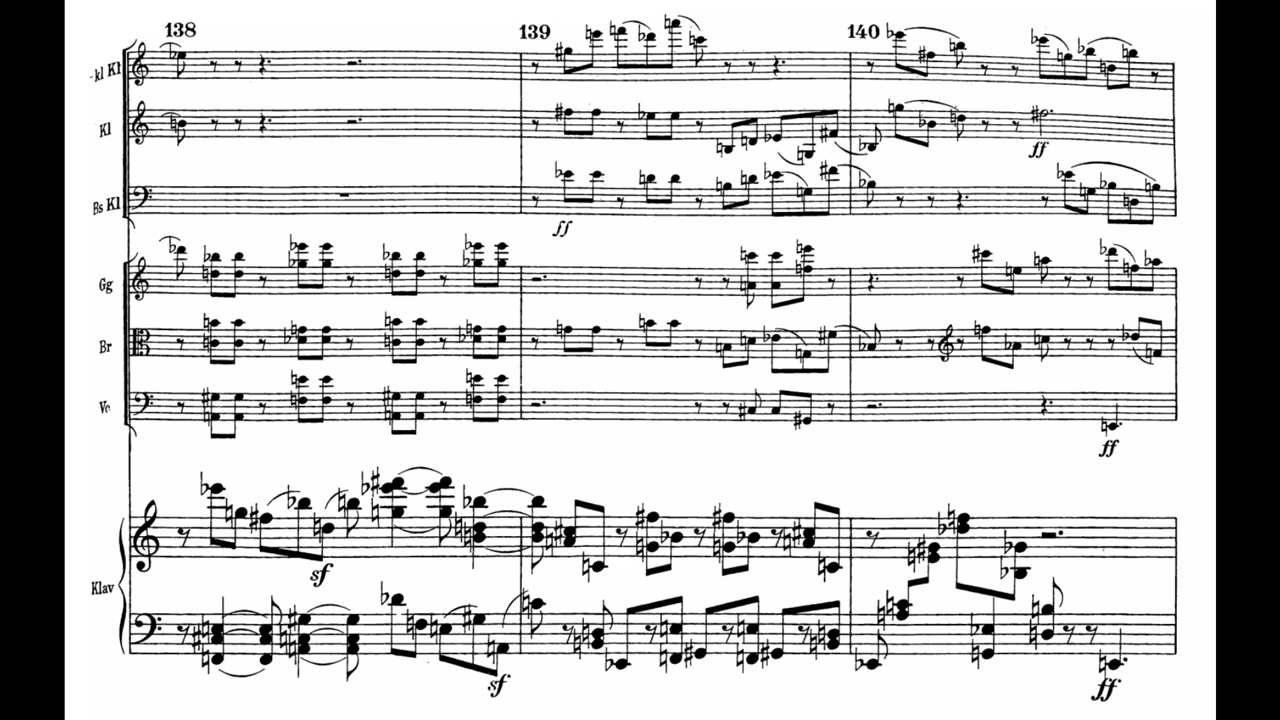 138 139 140
-kl Kl
Kl
ff
Bs Kl
ff
Gg
Br
Vc
ff
sf
Klav
sf ff